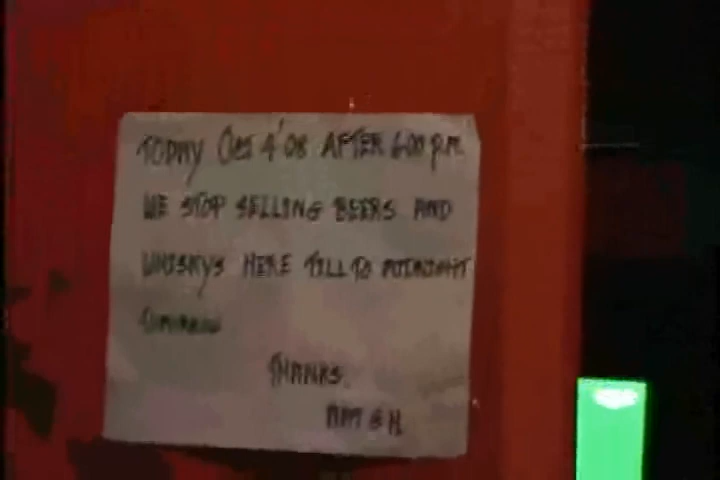 TODAY Oct 4'08 AFTER 6:00 p.m.
WE STOP SELLING BEERS AND
WHISKYS HERE TILL TO MIDNIGHT
TOMORROW
THANKS.